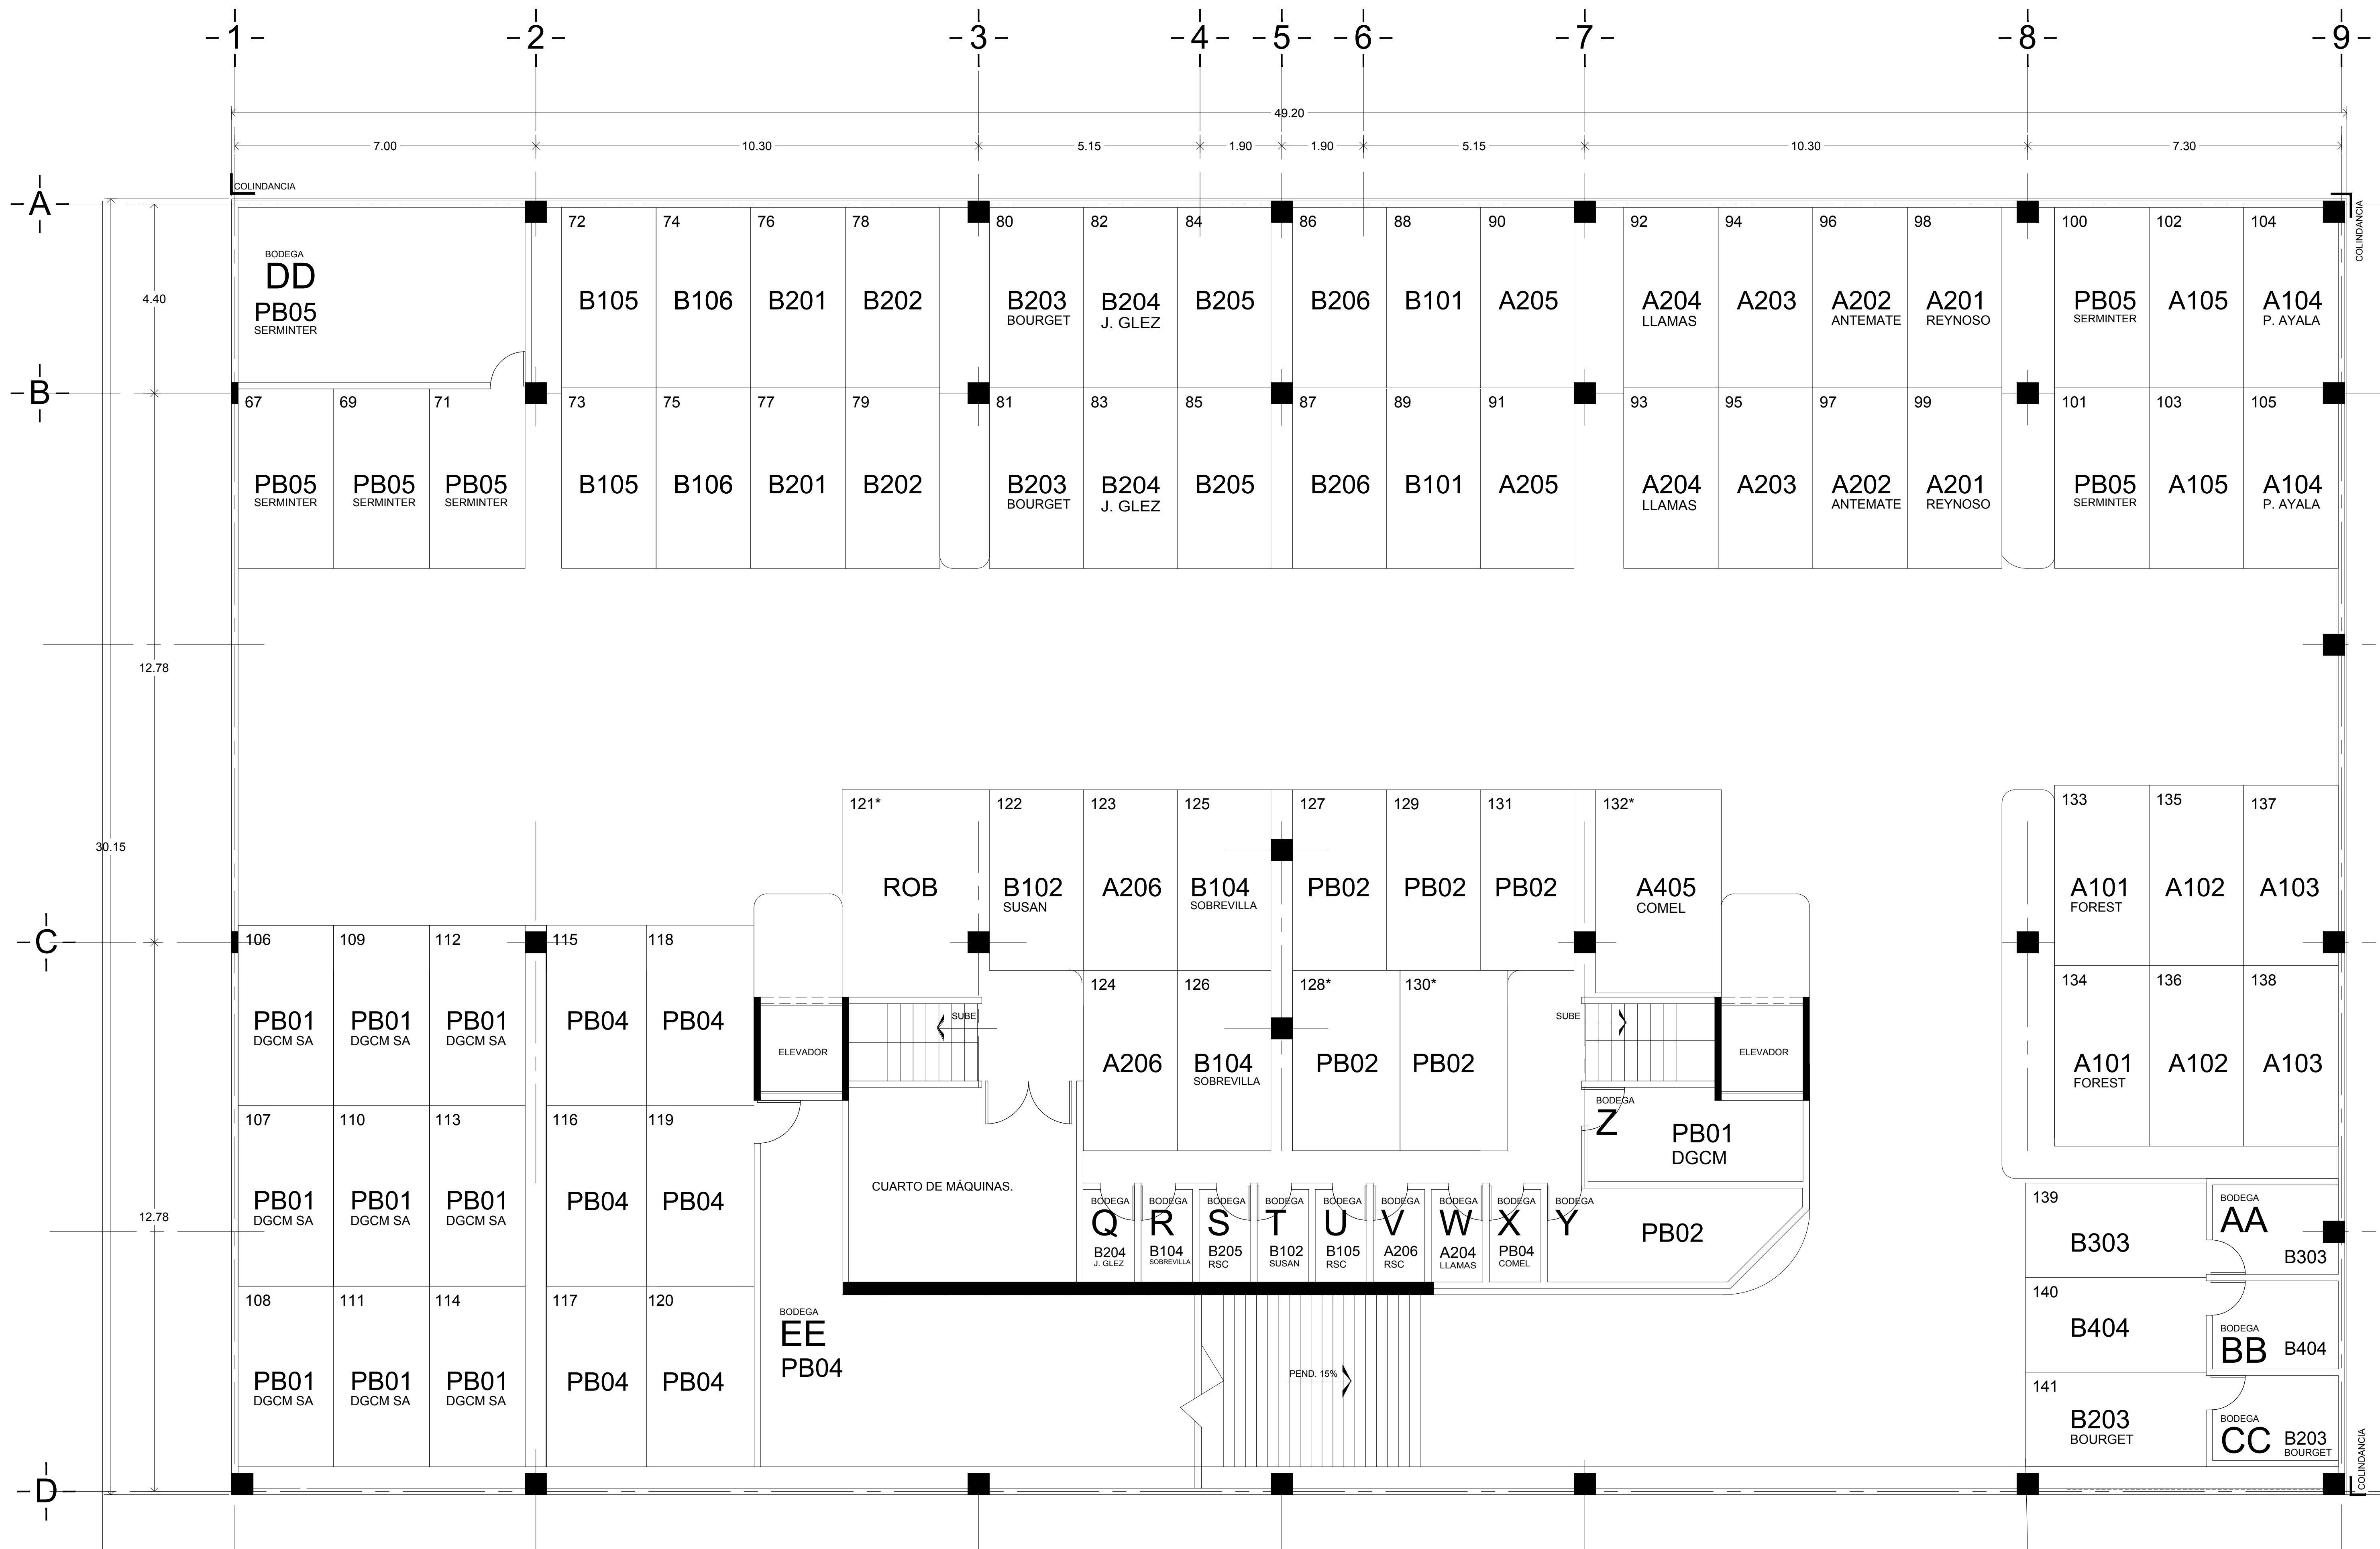 1 2 3 4 5 6 7 8 9
49.20
7.00 10.30 5.15 1.90 1.90 5.15 10.30 7.30
COLINDANCIA
COLINDANCIA
A
B
C
D
4.40
12.78
30.15
12.78
BODEGA
DD
PB05
SERMINTER
72 74 76 78 80 82 84 86 88 90 92 94 96 98 100 102 104
B105 B106 B201 B202 B203 B204 B205 B206 B101 A205 A204 A203 A202 A201 PB05 A105 A104
BOURGET J. GLEZ LLAMAS ANTEMATE REYNOSO SERMINTER P. AYALA
67 69 71 73 75 77 79 81 83 85 87 89 91 93 95 97 99 101 103 105
PB05 PB05 PB05 B105 B106 B201 B202 B203 B204 B205 B206 B101 A205 A204 A203 A202 A201 PB05 A105 A104
SERMINTER SERMINTER SERMINTER BOURGET J. GLEZ LLAMAS ANTEMATE REYNOSO SERMINTER P. AYALA
121* 122 123 125 127 129 131 132* 133 135 137
ROB B102 A206 B104 PB02 PB02 PB02 A405 A101 A102 A103
SUSAN SOBREVILLA COMEL FOREST
106 109 112 115 118
PB01 PB01 PB01 PB04 PB04
DGCM SA DGCM SA DGCM SA
124 126 128* 130* 134 136 138
A206 B104 PB02 PB02 A101 A102 A103
SOBREVILLA FOREST
ELEVADOR
SUBE
SUBE
ELEVADOR
107 110 113 116 119
PB01 PB01 PB01 PB04 PB04
DGCM SA DGCM SA DGCM SA
BODEGA
Z
PB01
DGCM
CUARTO DE MÁQUINAS.
BODEGA BODEGA BODEGA BODEGA BODEGA BODEGA BODEGA BODEGA BODEGA
Q R S T U V W X Y
B204 B104 B205 B102 B105 A206 A204 PB04 PB02
J. GLEZ SOBREVILLA RSC SUSAN RSC RSC LLAMAS COMEL
139
B303
BODEGA
AA
B303
108 111 114 117 120
PB01 PB01 PB01 PB04 PB04
DGCM SA DGCM SA DGCM SA
BODEGA
EE
PB04
PEND. 15%
140
B404
BODEGA
BB B404
141
B203
BOURGET
BODEGA
CC B203
BOURGET
COLINDANCIA